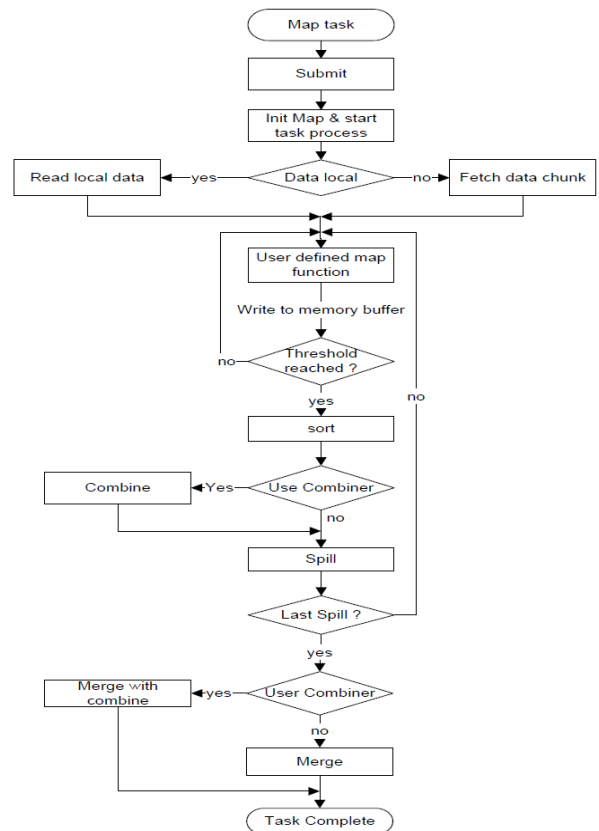 Map task
Submit
Init Map & start
task process
Read local data
yes
Data local
no
Fetch data chunk
User defined map
function
Write to memory buffer
no
Threshold
reached ?
no
yes
sort
Combine
Yes
Use Combiner
no
Spill
Last Spill ?
yes
Merge with
combine
yes
User Combiner
no
Merge
Task Complete